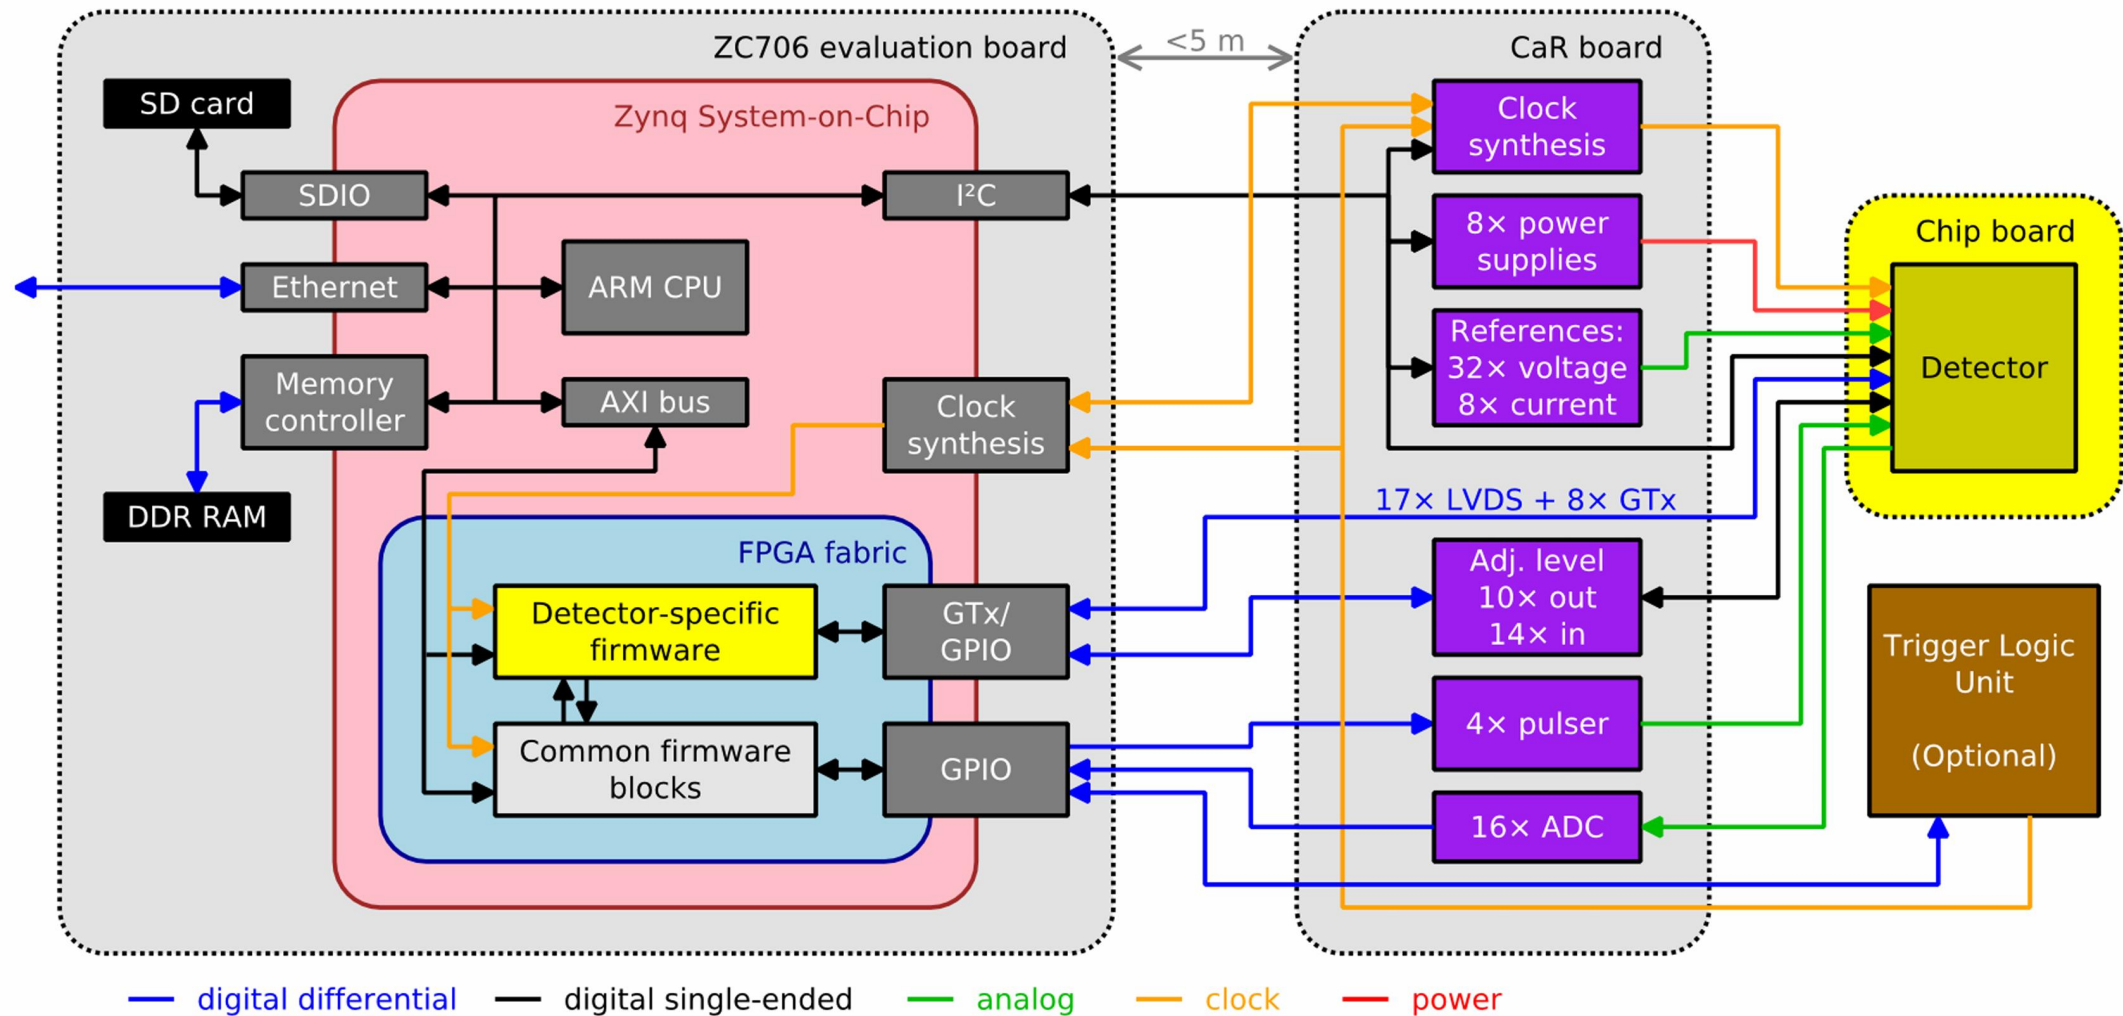 ZC706 evaluation board
<5 m
CaR board
SD card
Zynq System-on-Chip
Clock
synthesis
SDIO
I²C
8× power
supplies
Chip board
Ethernet
ARM CPU
References:
32× voltage
8× current
Detector
Memory
controller
AXI bus
Clock
synthesis
DDR RAM
17× LVDS + 8× GTx
FPGA fabric
Detector-specific
firmware
GTx/
GPIO
Adj. level
10× out
14× in
Trigger Logic
Unit
(Optional)
Common firmware
blocks
GPIO
4× pulser
16× ADC
digital differential
digital single-ended
analog
clock
power